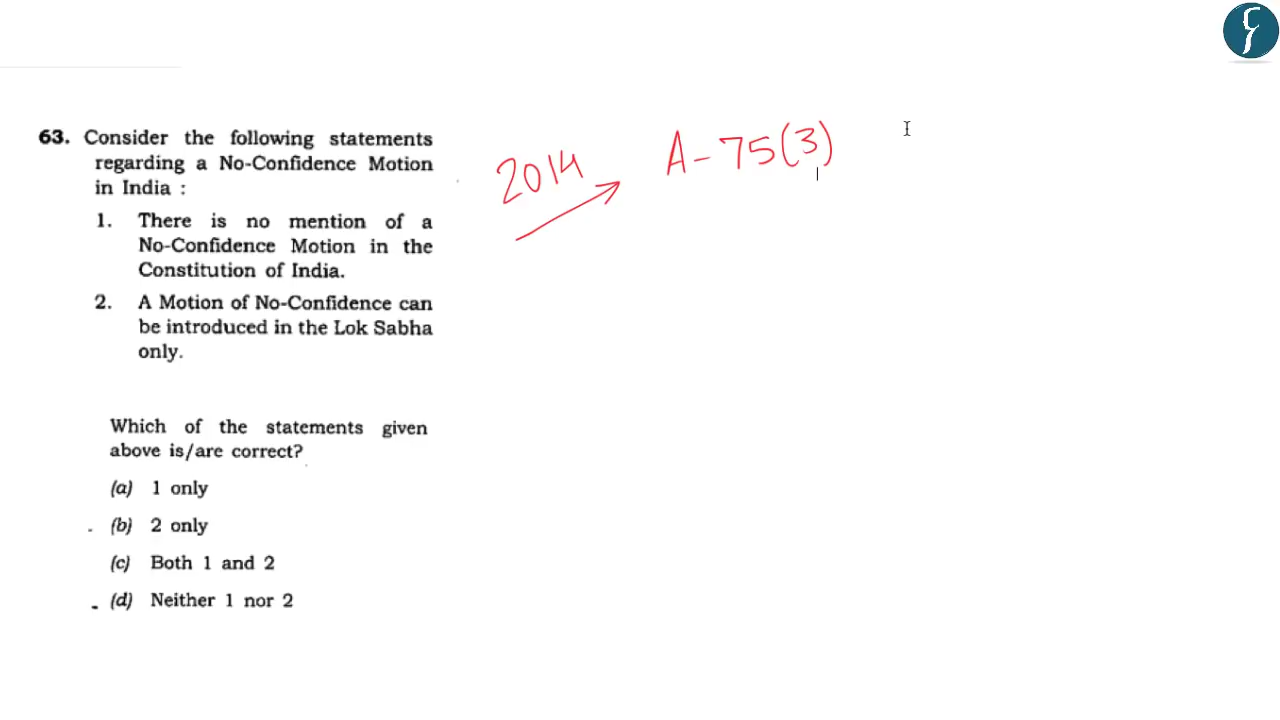 63. Consider the following statements
regarding a No-Confidence Motion
in India :
1. There is no mention of a
No-Confidence Motion in the
Constitution of India.
2. A Motion of No-Confidence can
be introduced in the Lok Sabha
only.
Which of the statements given
above is/are correct?
(a) 1 only
(b) 2 only
(c) Both 1 and 2
(d) Neither 1 nor 2
2014
A-75(3)